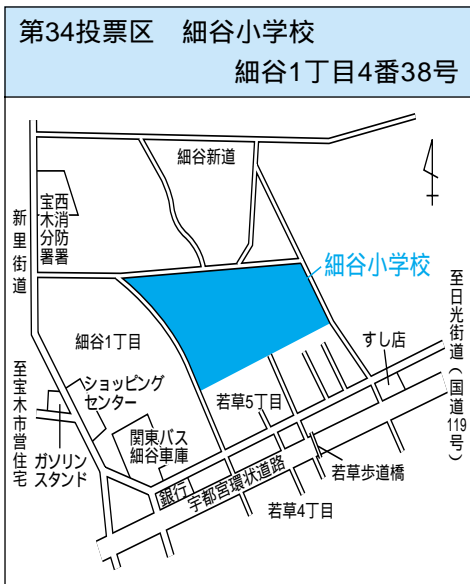 第34投票区　細谷小学校
細谷1丁目4番38号
細谷新道
西消防署
宝木分署
新里街道
細谷小学校
至日光街道（国道119号）
すし店
細谷1丁目
至宝木市営住宅
ショッピング
センター
若草5丁目
関東バス
細谷車庫
ガソリン
スタンド
銀行
宇都宮環状道路
若草歩道橋
若草4丁目